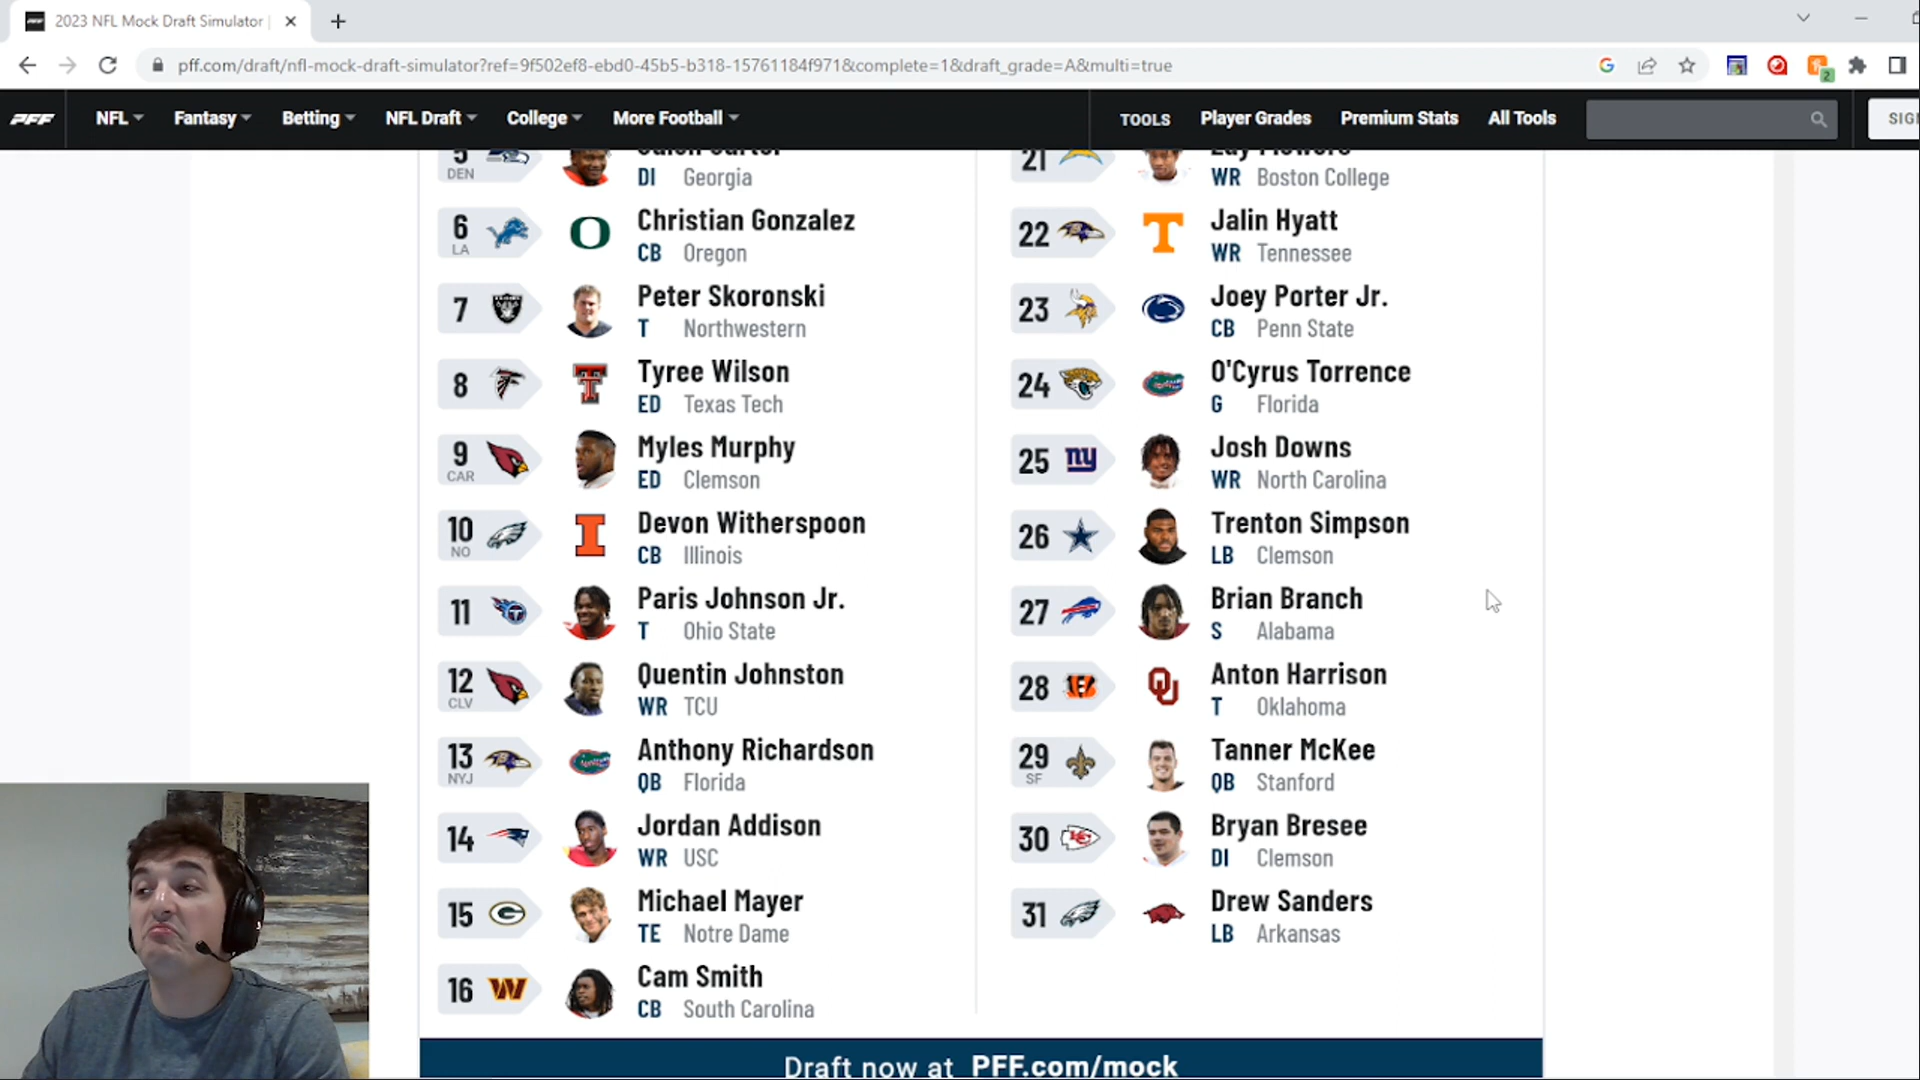 2023 NFL Mock Draft Simulator |
pff.com/draft/nfl-mock-draft-simulator?ref=9f502ef8-ebd0-45b5-b318-15761184f971&complete=1&draft_grade=A&multi=true
2
PFF
NFL
Fantasy
Betting
NFL Draft
College
More Football
TOOLS
Player Grades
Premium Stats
All Tools
5
DEN
DI Georgia
6
LA
Christian Gonzalez
CB Oregon
7
Peter Skoronski
T Northwestern
8
Tyree Wilson
ED Texas Tech
9
CAR
Myles Murphy
ED Clemson
10
NO
Devon Witherspoon
CB Illinois
11
Paris Johnson Jr.
T Ohio State
12
CLV
Quentin Johnston
WR TCU
13
NYJ
Anthony Richardson
QB Florida
14
Jordan Addison
WR USC
15
Michael Mayer
TE Notre Dame
16
Cam Smith
CB South Carolina
21
WR Boston College
22
Jalin Hyatt
WR Tennessee
23
Joey Porter Jr.
CB Penn State
24
O'Cyrus Torrence
G Florida
25
ny
Josh Downs
WR North Carolina
26
Trenton Simpson
LB Clemson
27
Brian Branch
S Alabama
28
Anton Harrison
T Oklahoma
29
SF
Tanner McKee
QB Stanford
30
Bryan Bresee
DI Clemson
31
Drew Sanders
LB Arkansas
Draft now at PFF.com/mock